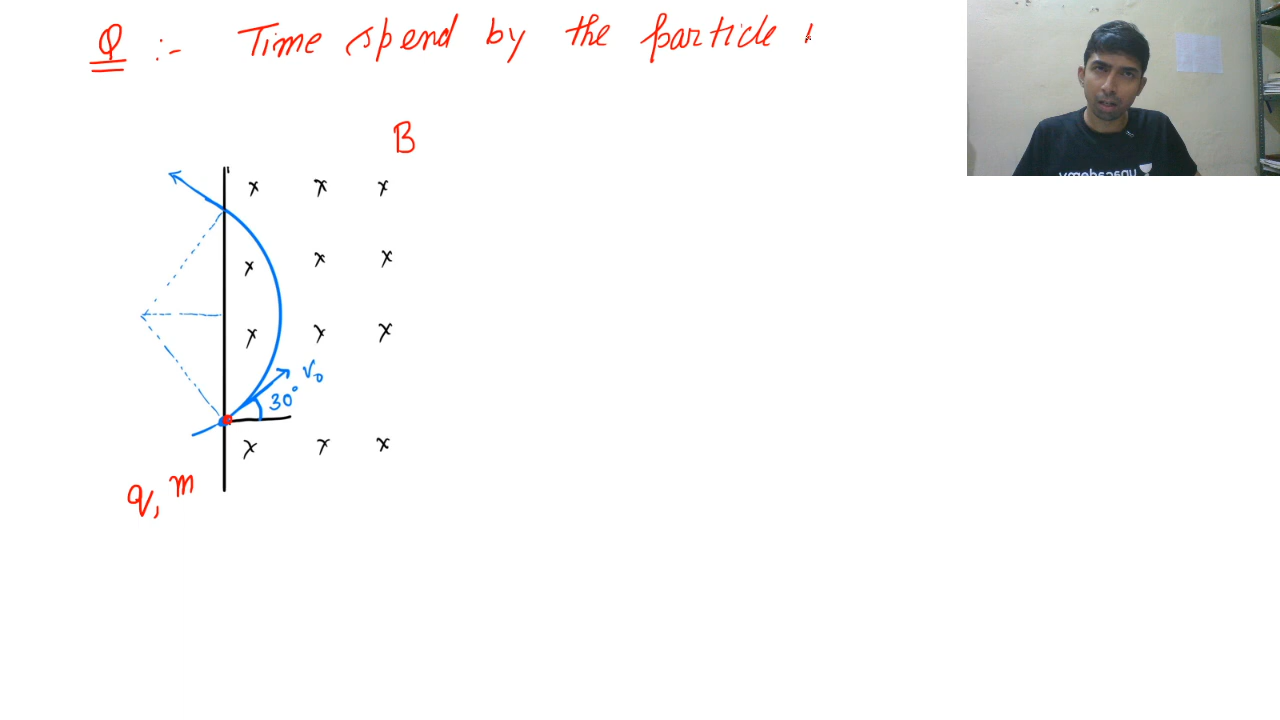 Q :- Time spend by the particle
B
x x x
x x x
x x x
v₀
30°
x x x
q, m